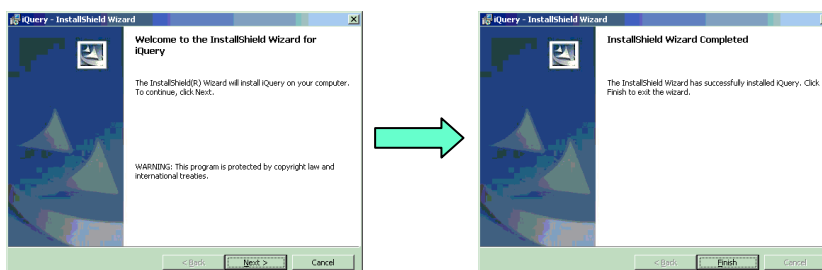 iQuery - InstallShield Wizard
Welcome to the InstallShield Wizard for
iQuery
The InstallShield(R) Wizard will install iQuery on your computer.
To continue, click Next.
WARNING: This program is protected by copyright law and
international treaties.
< Back
Next >
Cancel
iQuery - InstallShield Wizard
InstallShield Wizard Completed
The InstallShield Wizard has successfully installed iQuery. Click
Finish to exit the wizard.
< Back
Finish
Cancel